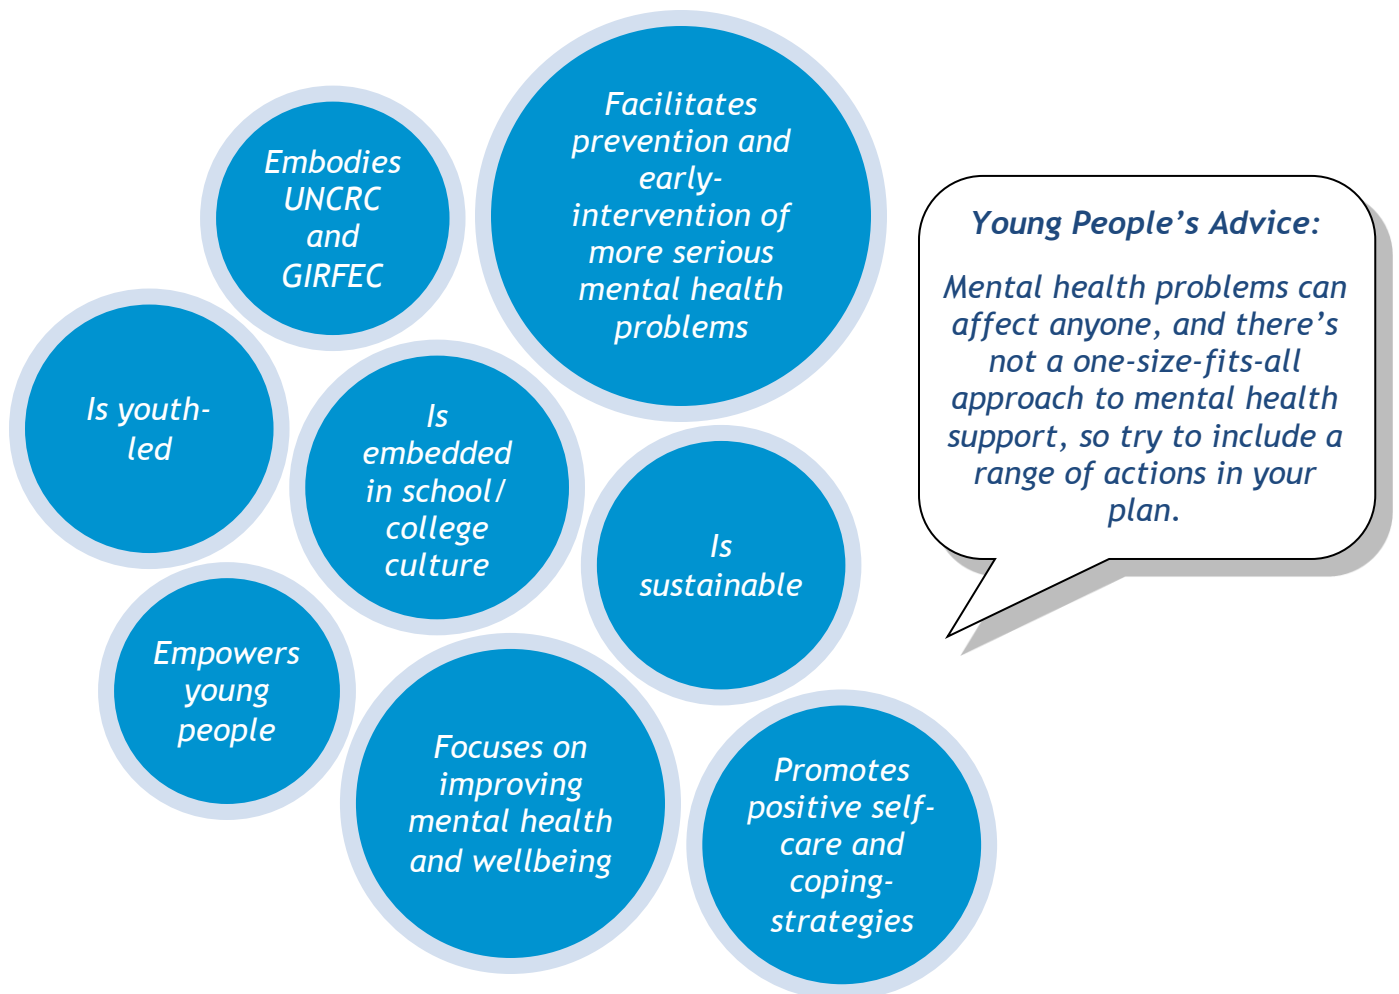 Embodies
UNCRC
and
GIRFEC
Facilitates
prevention and
early-
intervention of
more serious
mental health
problems
Young People’s Advice:
Mental health problems can
affect anyone, and there’s
not a one-size-fits-all
approach to mental health
support, so try to include a
range of actions in your
plan.
Is youth-
led
Is
embedded
in school/
college
culture
Is
sustainable
Empowers
young
people
Focuses on
improving
mental health
and wellbeing
Promotes
positive self-
care and
coping-
strategies